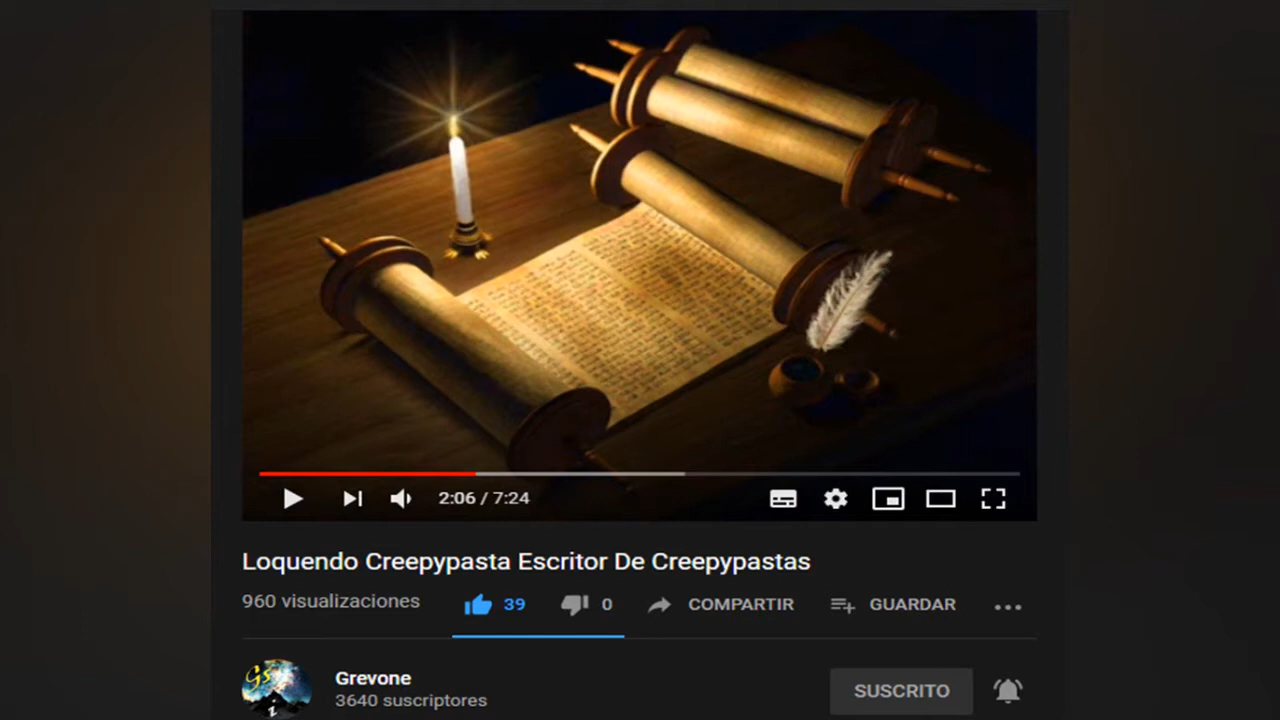 2:06 / 7:24
Loquendo Creepypasta Escritor De Creepypastas
960 visualizaciones 39 0 COMPARTIR GUARDAR
Grevone
3640 suscriptores
SUSCRITO